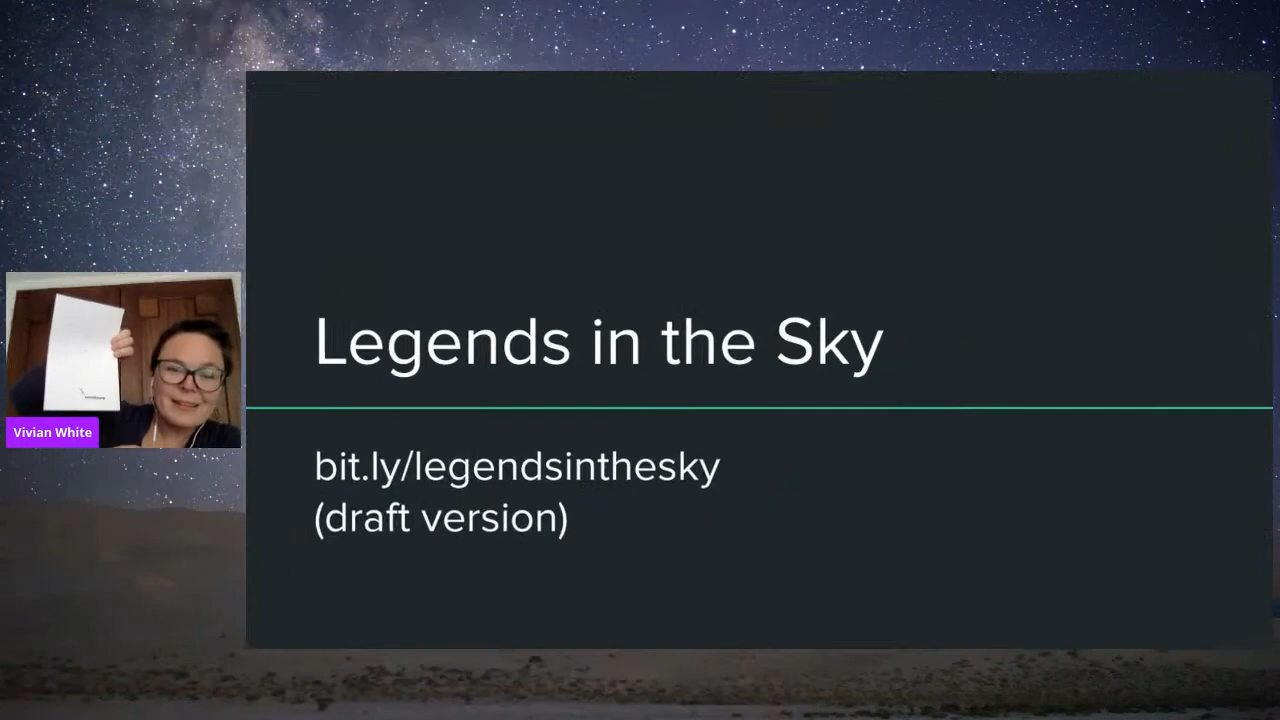 Legends in the Sky
Vivian White
bit.ly/legendsinthesky
(draft version)